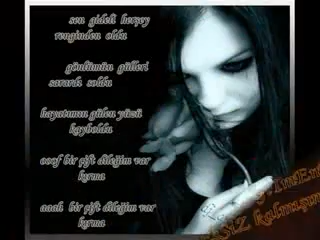 sen gideli herşey
renginden oldu
gönlümün gülleri
sarardı soldu
hayatımın gülen yüzü
kayboldu
ooof bir çift dileğim var
kırma
aaah bir çift dileğim var
kırma